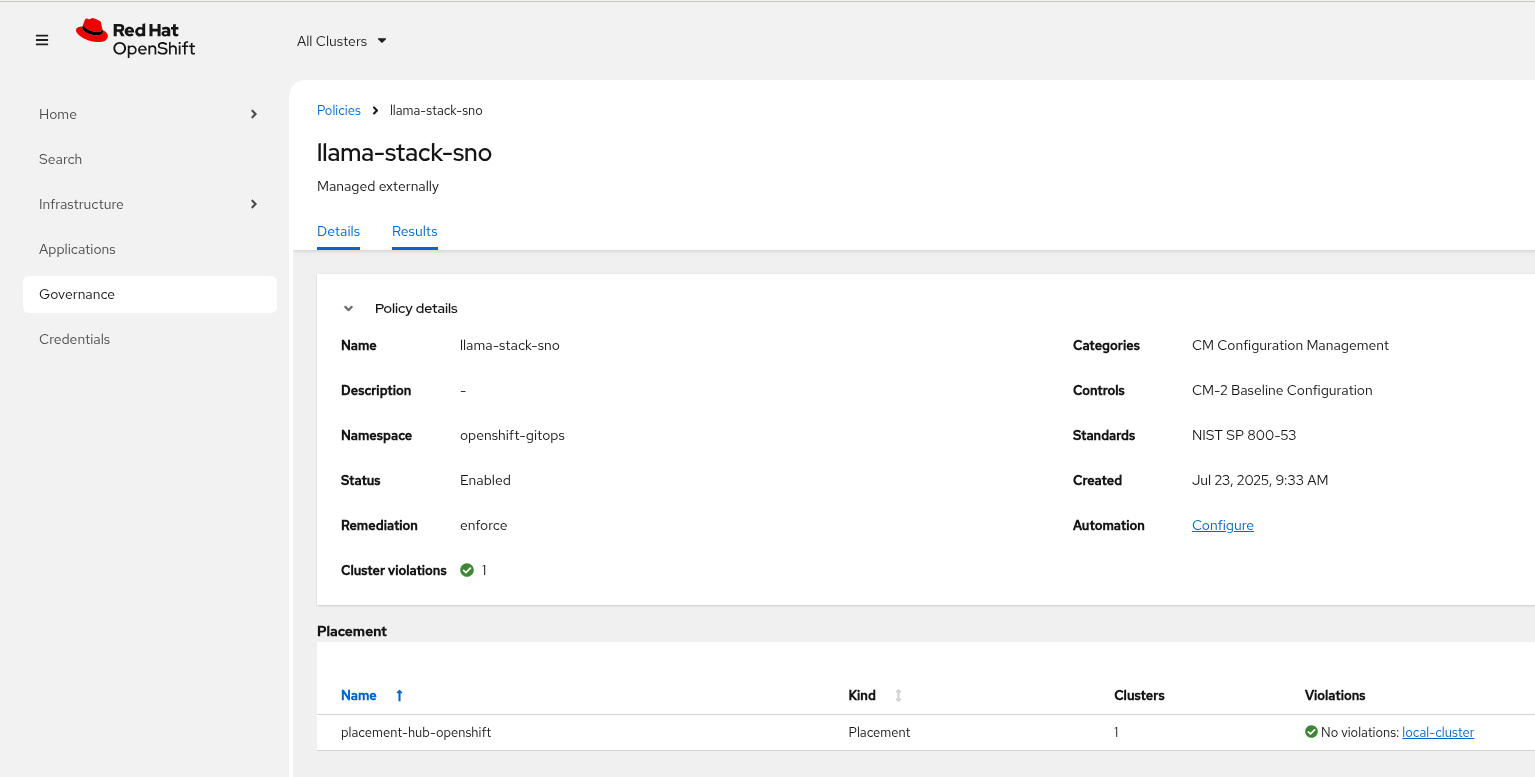 Red Hat
OpenShift
All Clusters
Home
Search
Infrastructure
Applications
Governance
Credentials
Policies llama-stack-sno
llama-stack-sno
Managed externally
Details Results
Policy details
Name llama-stack-sno
Description -
Namespace openshift-gitops
Status Enabled
Remediation enforce
Cluster violations 1
Categories CM Configuration Management
Controls CM-2 Baseline Configuration
Standards NIST SP 800-53
Created Jul 23, 2025, 9:33 AM
Automation Configure
Placement
Name Kind Clusters Violations
placement-hub-openshift Placement 1 No violations: local-cluster